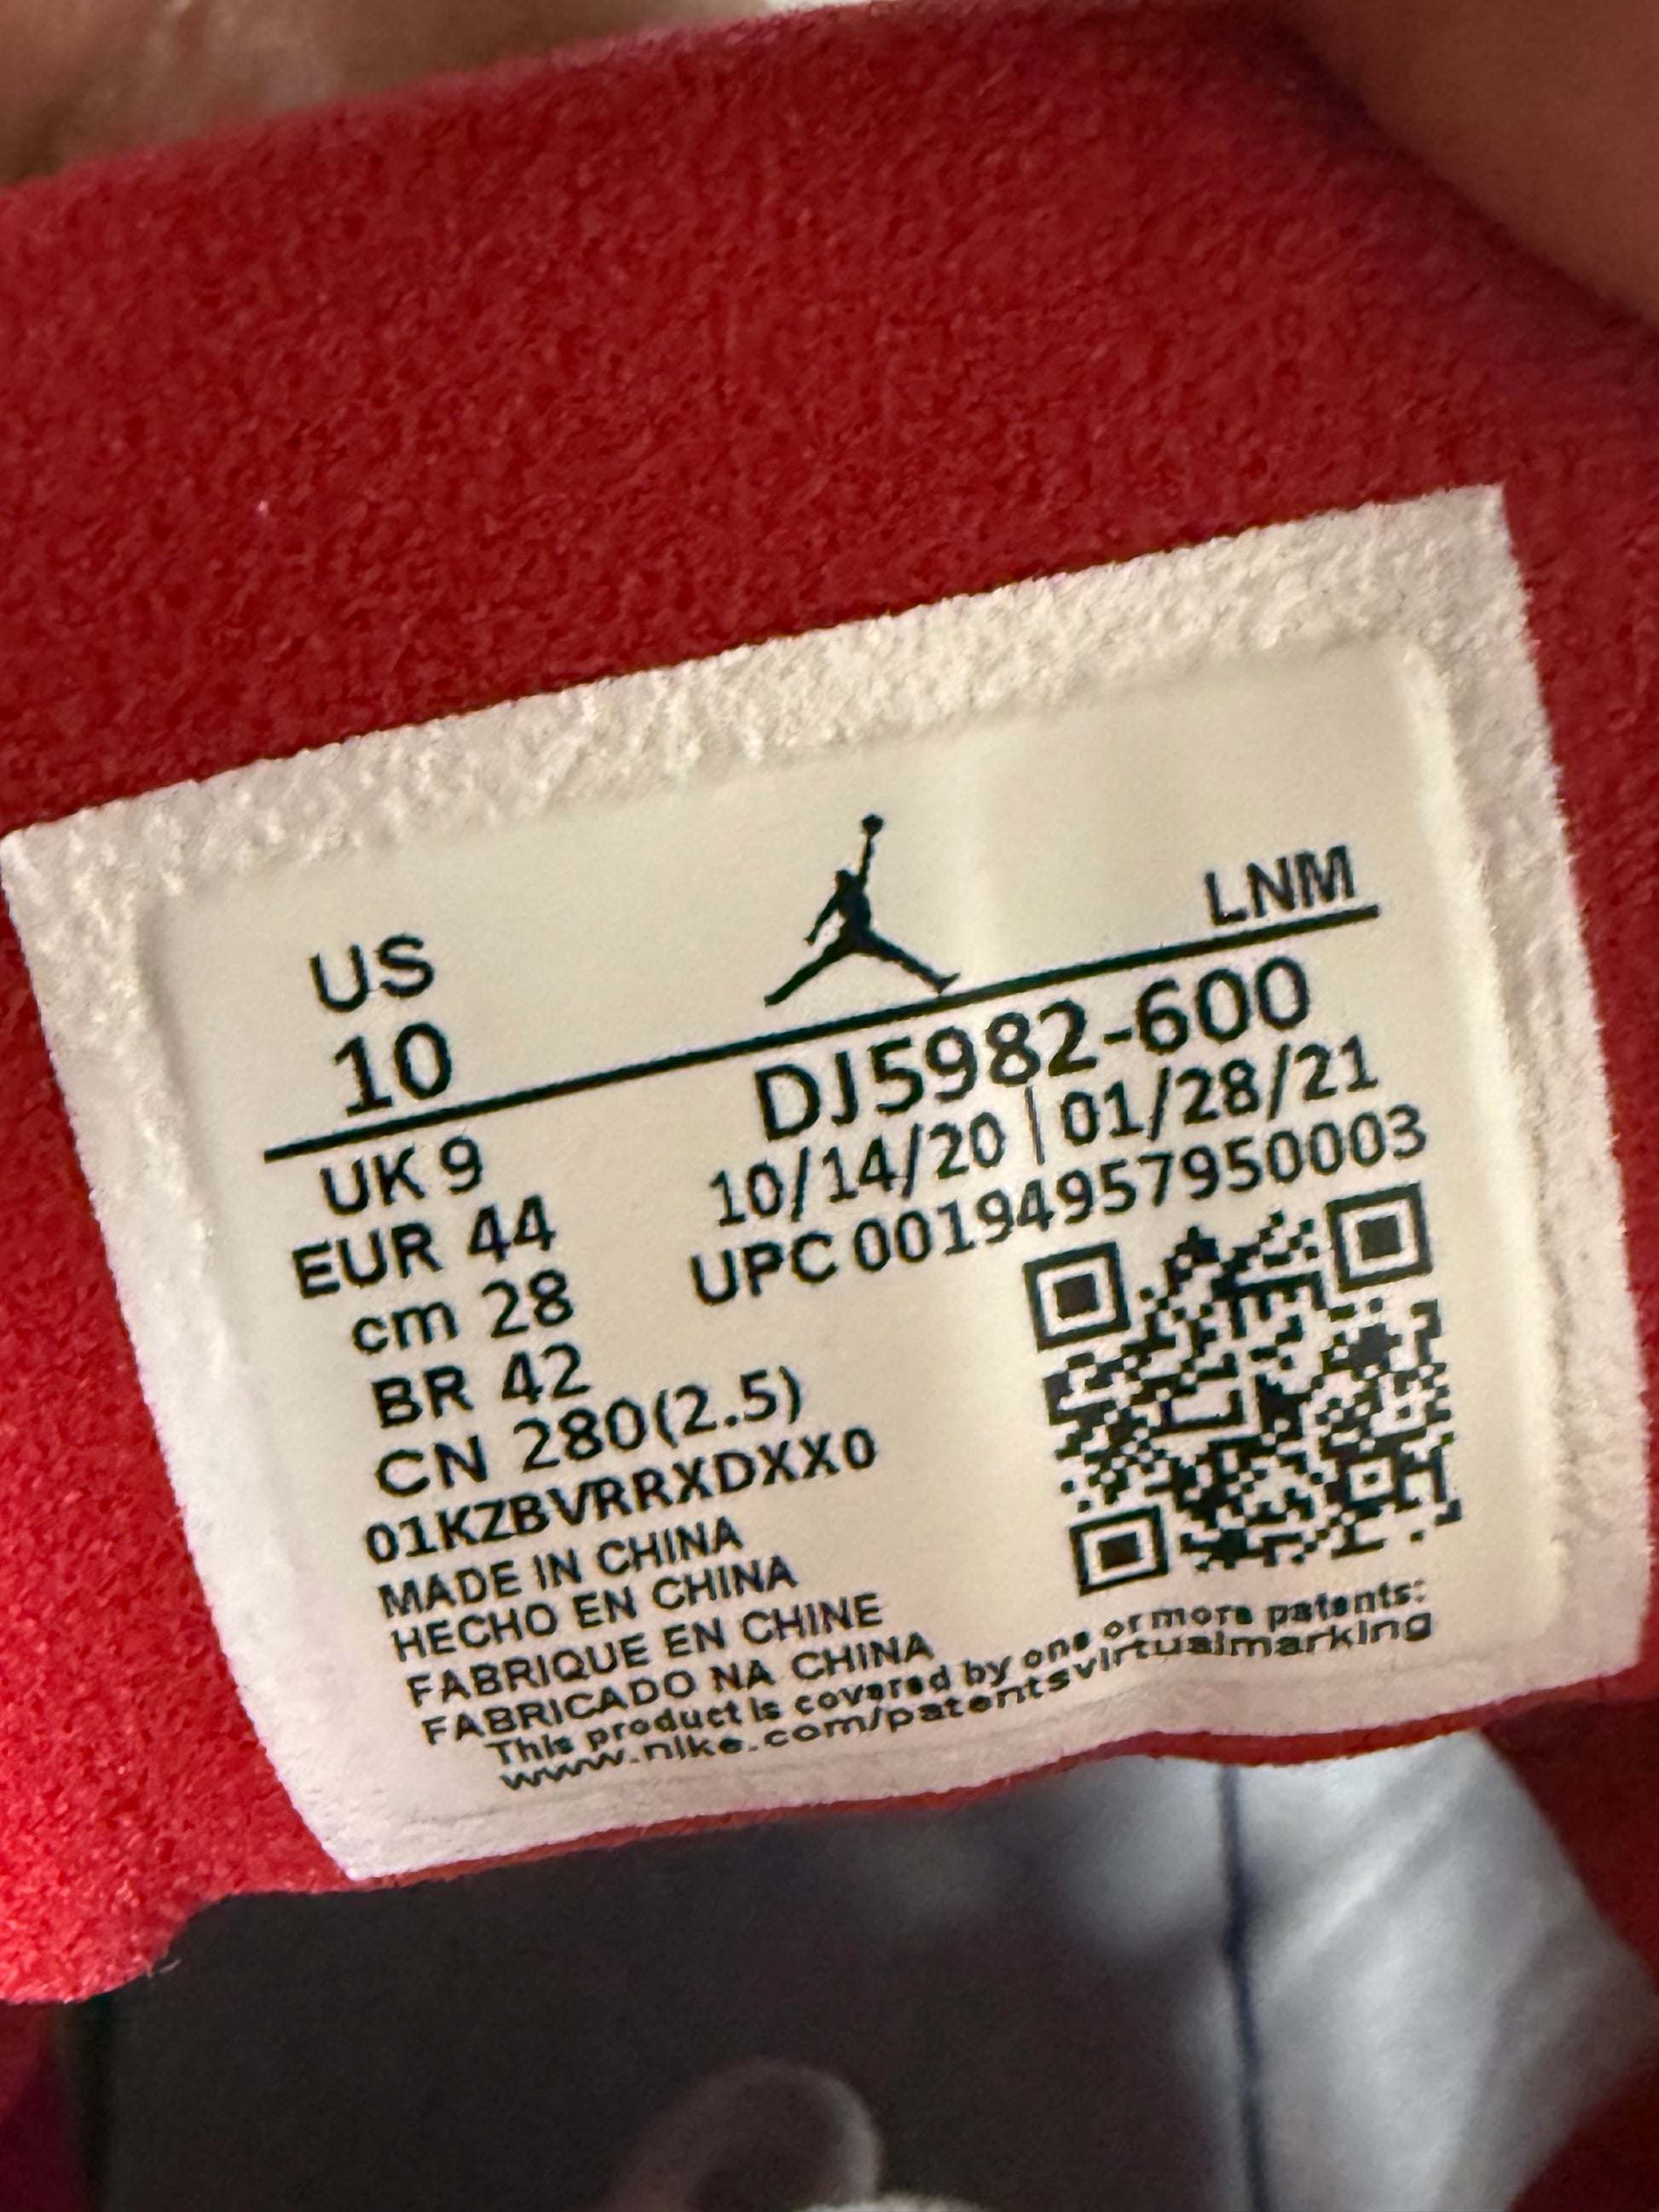 US
10
LNM
DJ5982-600
10/14/20 | 01/28/21
UPC 00194957950003
UK 9
EUR 44
cm 28
BR 42
CN 280(2.5)
01KZBVRRXDXX0
MADE IN CHINA
HECHO EN CHINA
FABRIQUE EN CHINE
FABRICADO NA CHINA
This product is covered by one or more patents:
www.nike.com/patentsvirtualmarking